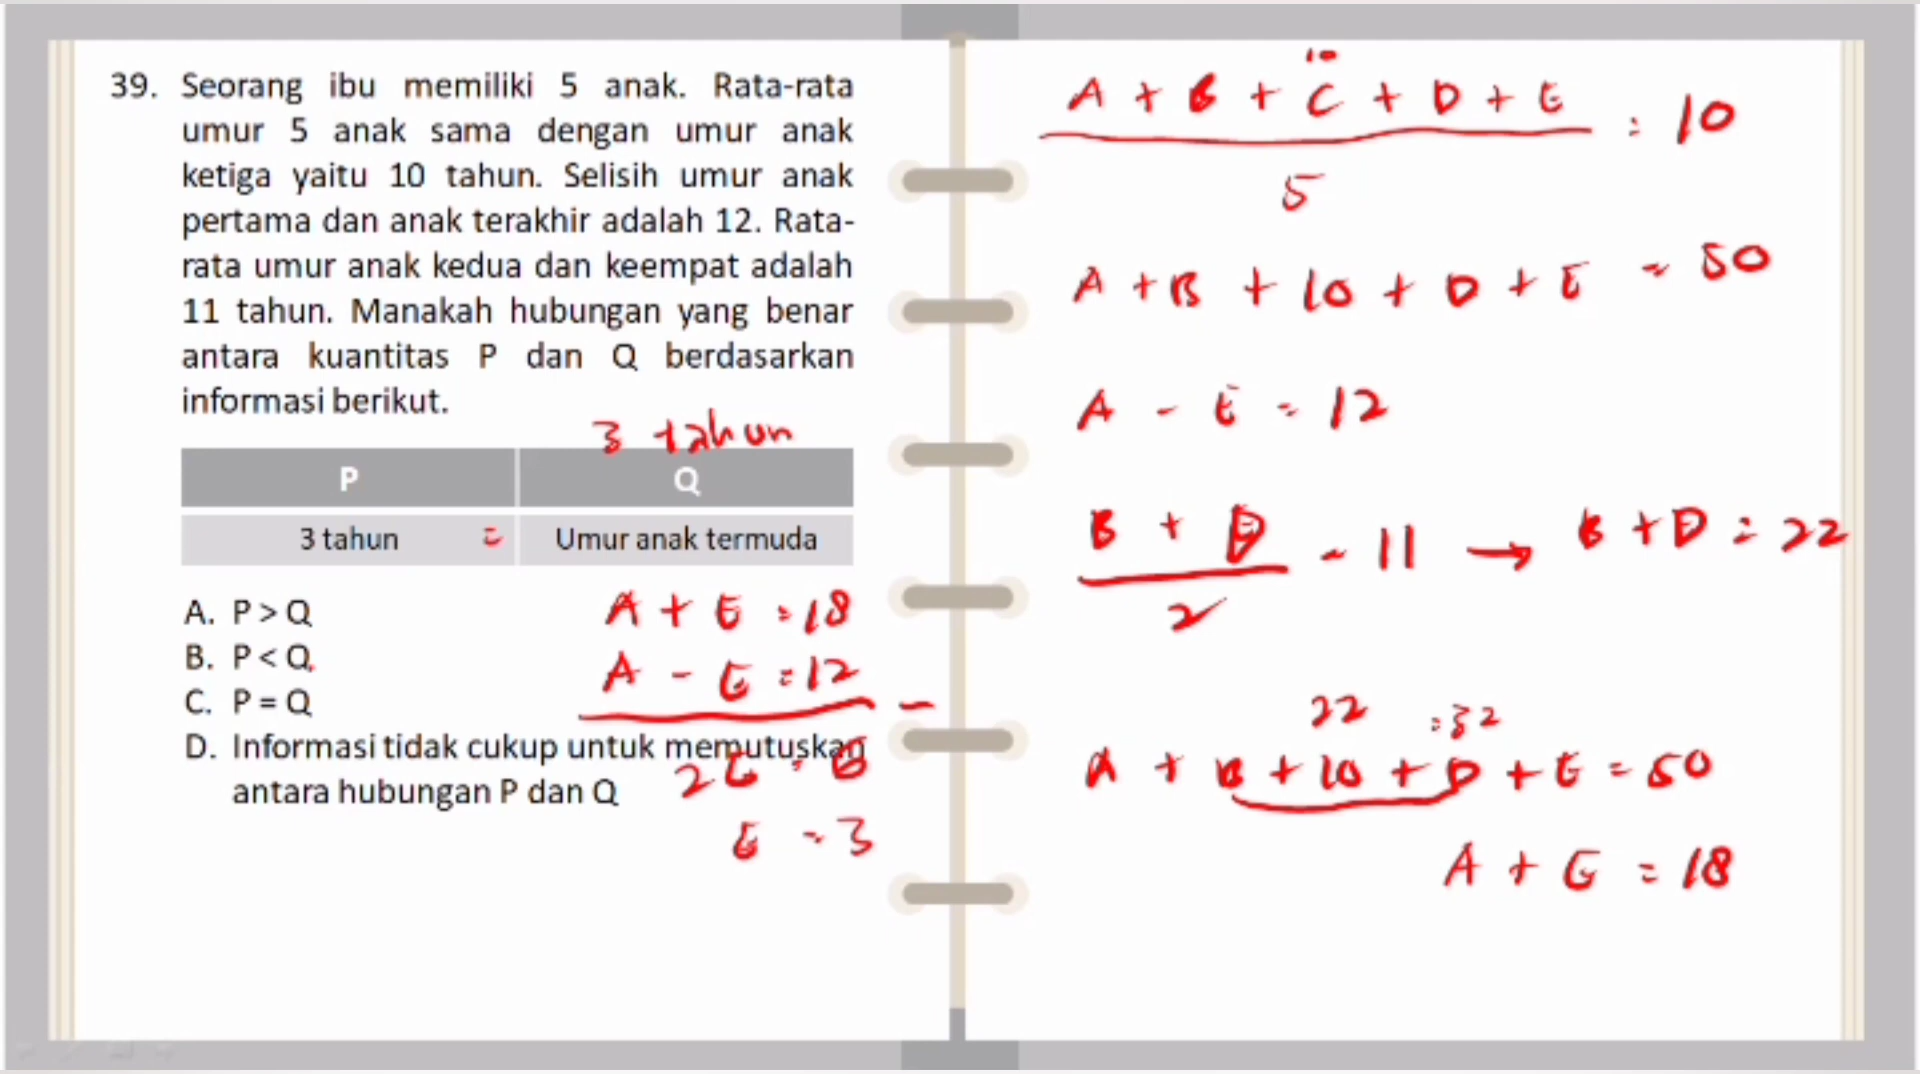 39. Seorang ibu memiliki 5 anak. Rata-rata
umur 5 anak sama dengan umur anak
ketiga yaitu 10 tahun. Selisih umur anak
pertama dan anak terakhir adalah 12. Rata-
rata umur anak kedua dan keempat adalah
11 tahun. Manakah hubungan yang benar
antara kuantitas P dan Q berdasarkan
informasi berikut.
3 tahun
P Q
3 tahun = Umur anak termuda
A. P > Q
B. P < Q
C. P = Q
D. Informasi tidak cukup untuk memutuskan
antara hubungan P dan Q
A + E = 18
A - E = 12
2E = 6
E = 3
10
A + B + C + D + E = 10
5
A + B + 10 + D + E = 50
A - E = 12
B + D = 11 → B + D = 22
2
22 = 32
A + B + 10 + D + E = 50
A + E = 18